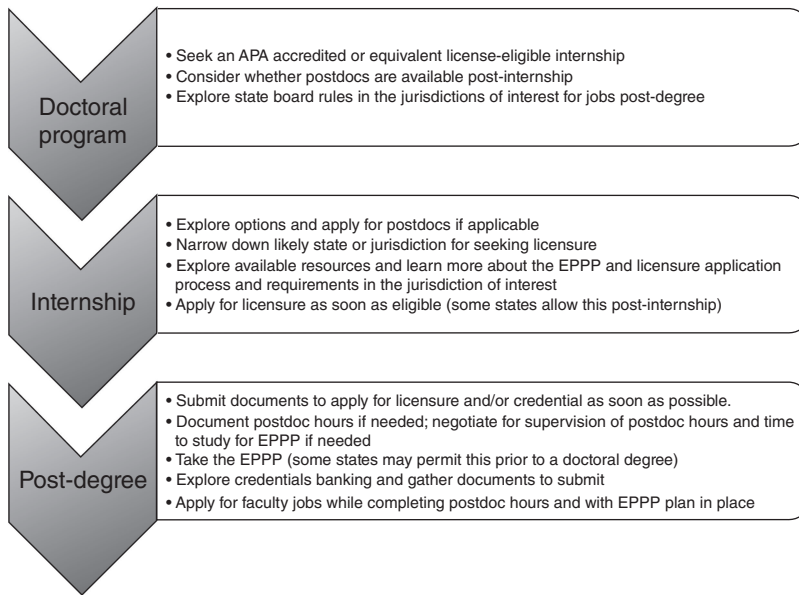 Doctoral
program
• Seek an APA accredited or equivalent license-eligible internship
• Consider whether postdocs are available post-internship
• Explore state board rules in the jurisdictions of interest for jobs post-degree
Internship
• Explore options and apply for postdocs if applicable
• Narrow down likely state or jurisdiction for seeking licensure
• Explore available resources and learn more about the EPPP and licensure application
process and requirements in the jurisdiction of interest
• Apply for licensure as soon as eligible (some states allow this post-internship)
Post-degree
• Submit documents to apply for licensure and/or credential as soon as possible.
• Document postdoc hours if needed; negotiate for supervision of postdoc hours and time
to study for EPPP if needed
• Take the EPPP (some states may permit this prior to a doctoral degree)
• Explore credentials banking and gather documents to submit
• Apply for faculty jobs while completing postdoc hours and with EPPP plan in place